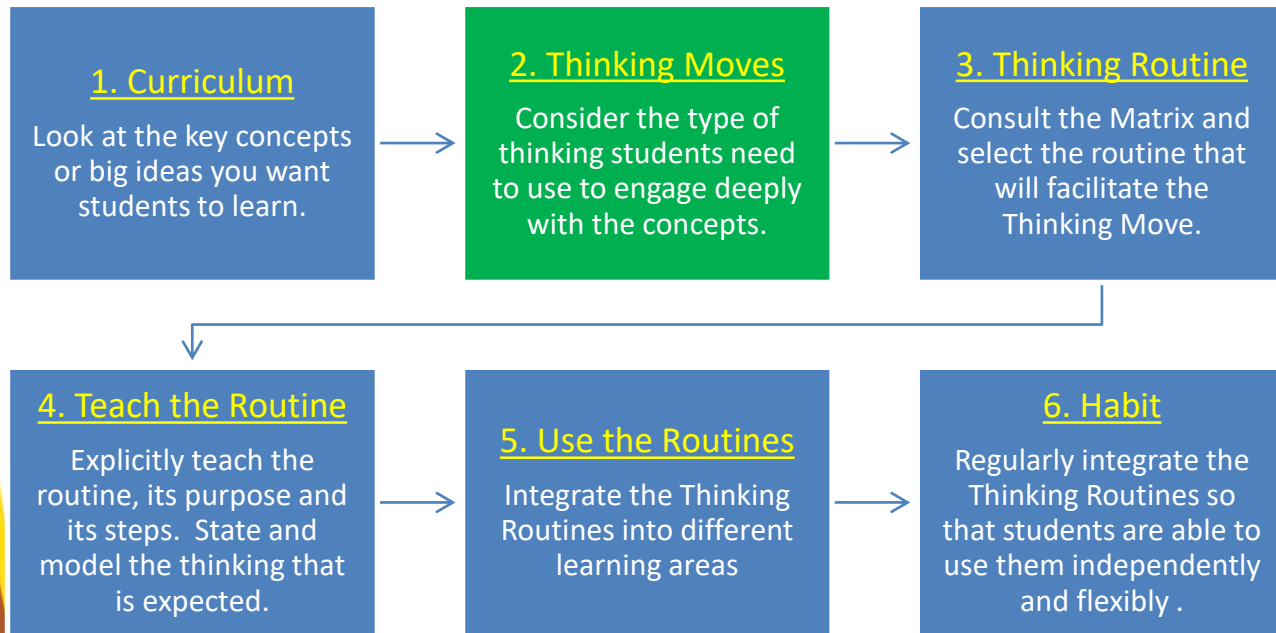 1. Curriculum
Look at the key concepts
or big ideas you want
students to learn.
2. Thinking Moves
Consider the type of
thinking students need
to use to engage deeply
with the concepts.
3. Thinking Routine
Consult the Matrix and
select the routine that
will facilitate the
Thinking Move.
4. Teach the Routine
Explicitly teach the
routine, its purpose and
its steps.  State and
model the thinking that
is expected.
5. Use the Routines
Integrate the Thinking
Routines into different
learning areas
6. Habit
Regularly integrate the
Thinking Routines so
that students are able to
use them independently
and flexibly .